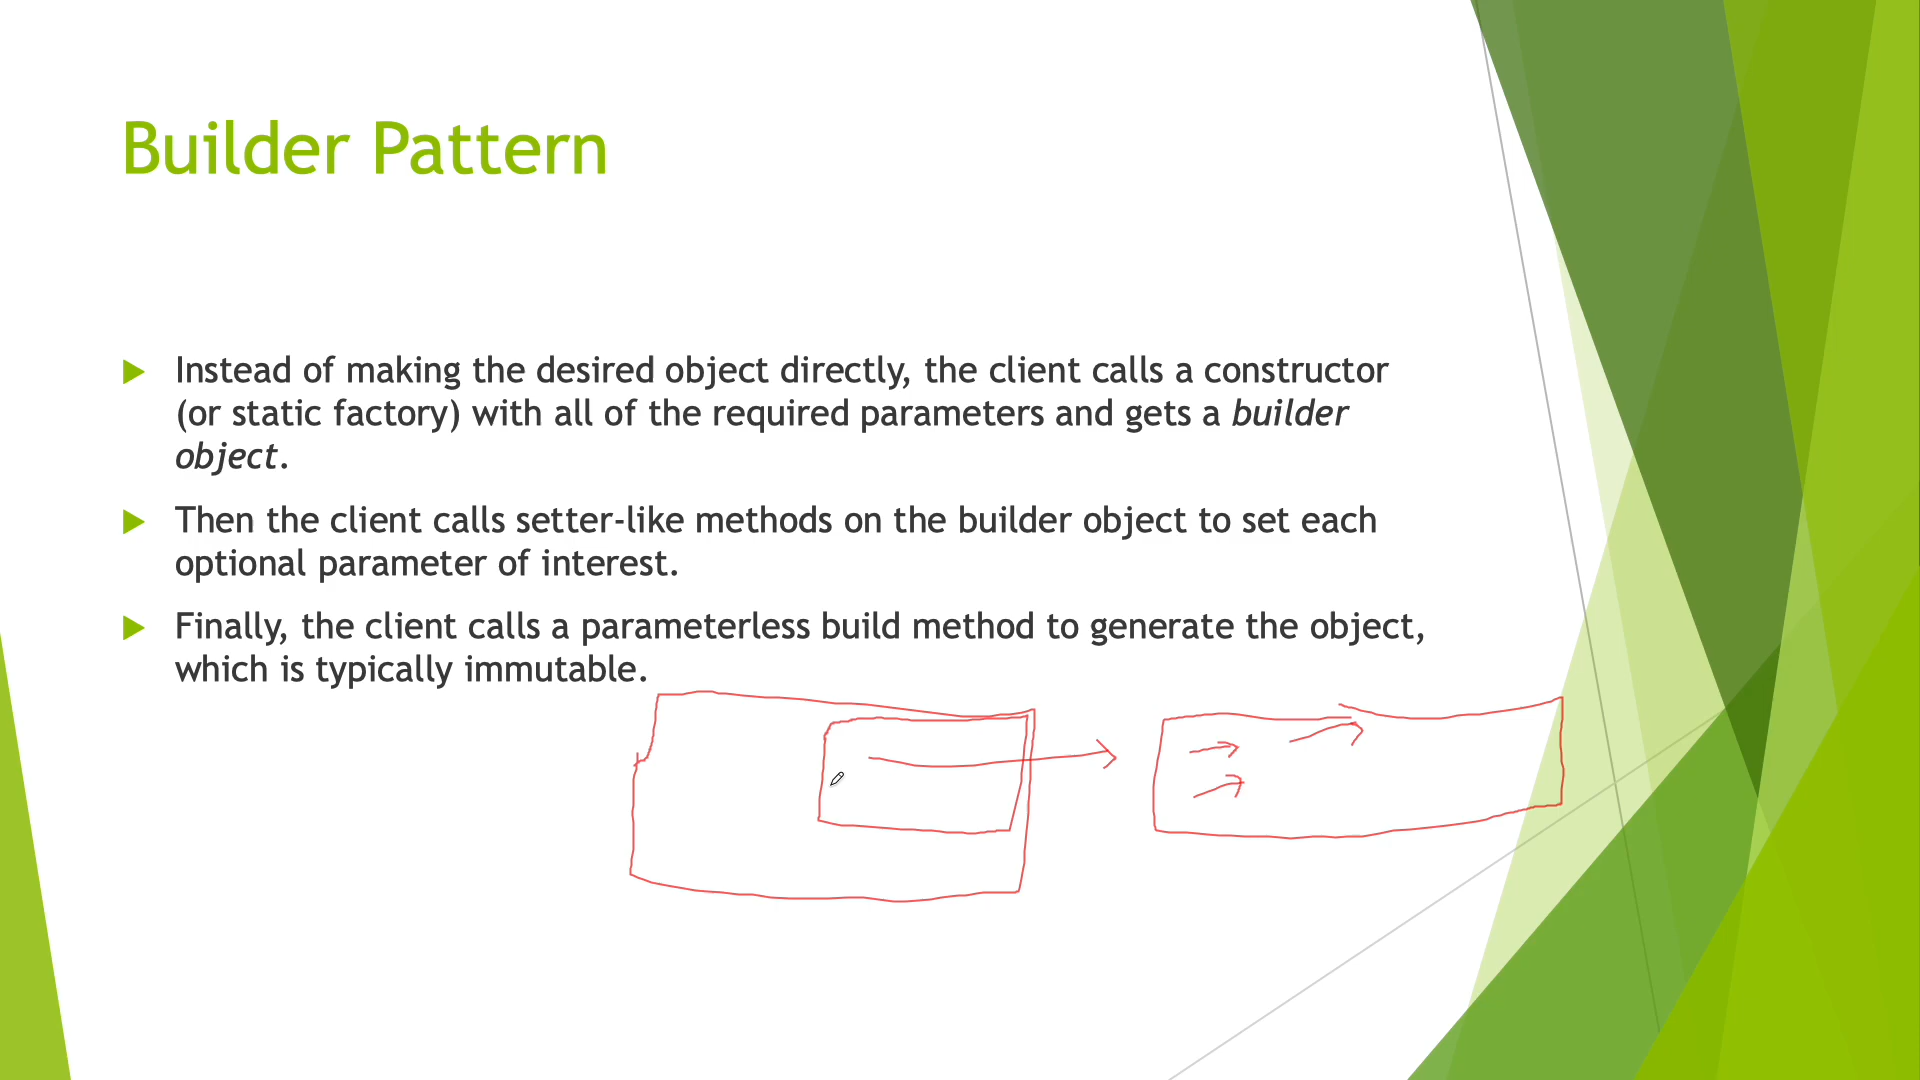 Builder Pattern
Instead of making the desired object directly, the client calls a constructor
(or static factory) with all of the required parameters and gets a builder
object.
Then the client calls setter-like methods on the builder object to set each
optional parameter of interest.
Finally, the client calls a parameterless build method to generate the object,
which is typically immutable.